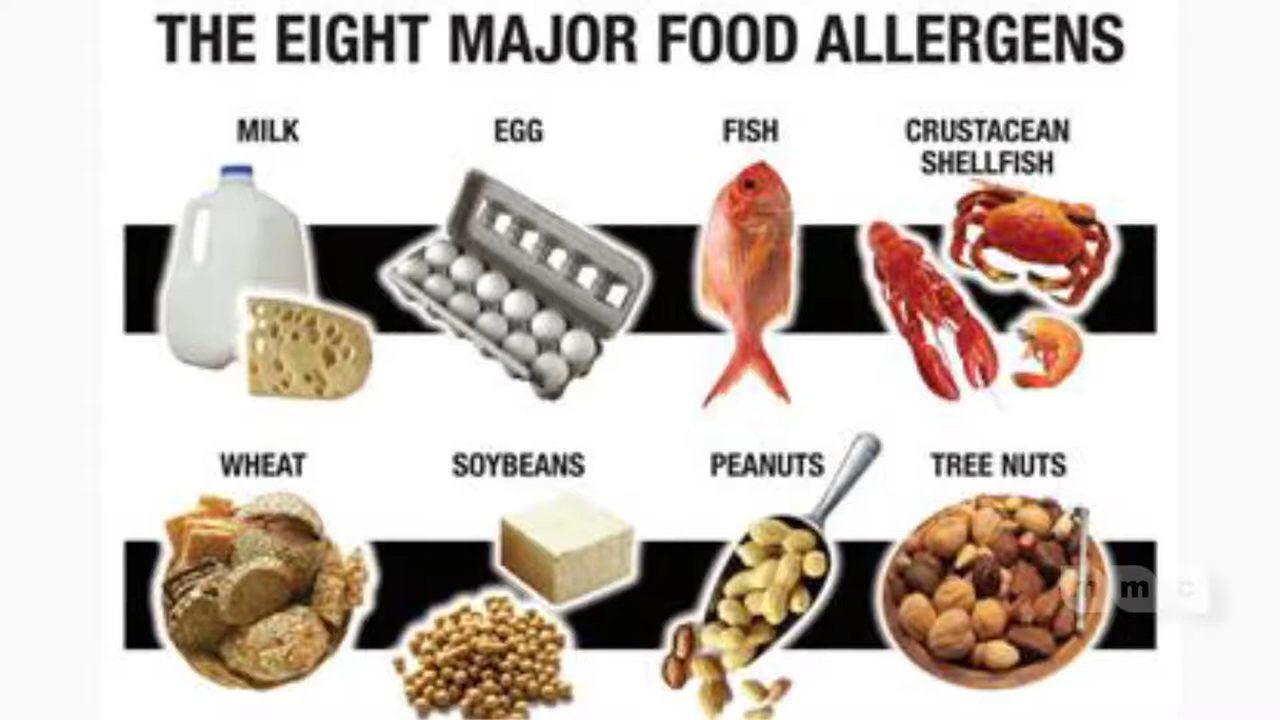 THE EIGHT MAJOR FOOD ALLERGENS
MILK
EGG
FISH
CRUSTACEAN
SHELLFISH
WHEAT
SOYBEANS
PEANUTS
TREE NUTS